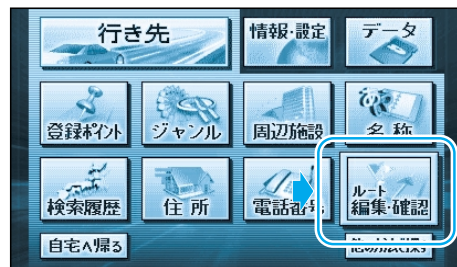 行き先
情報・設定
データ
登録ポイント
ジャンル
周辺施設
名称
検索履歴
住所
電話番号
ルート
編集・確認
自宅へ帰る